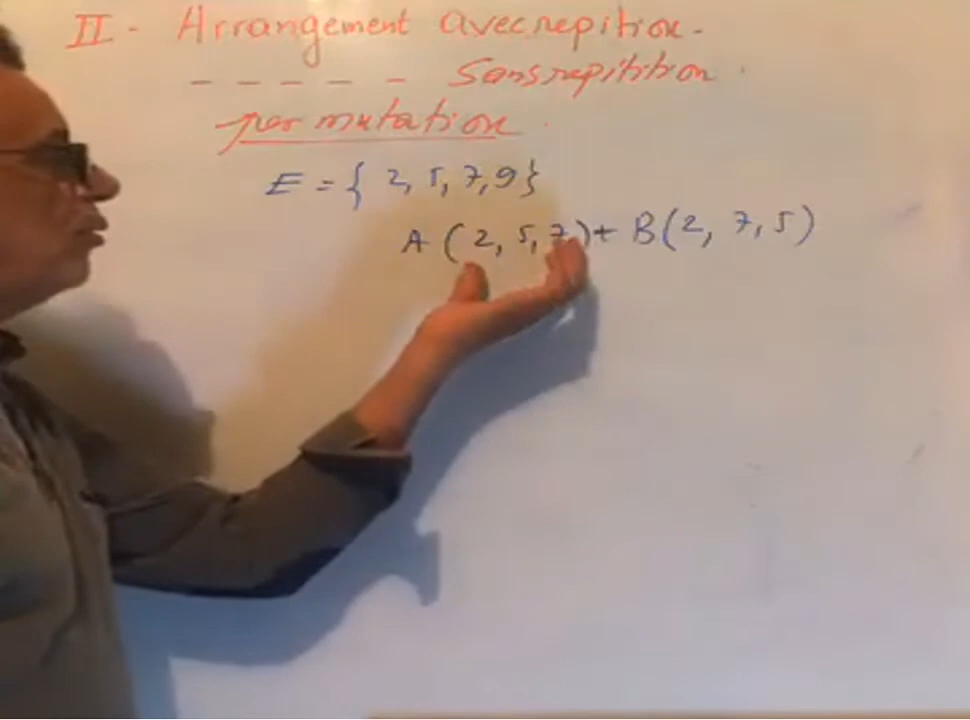 II - Arrangement avec repition.
- - - - - Sans repitition.
permutation.
E = { 2, 5, 7, 9 }
A (2, 5, 7) + B (2, 7, 5)